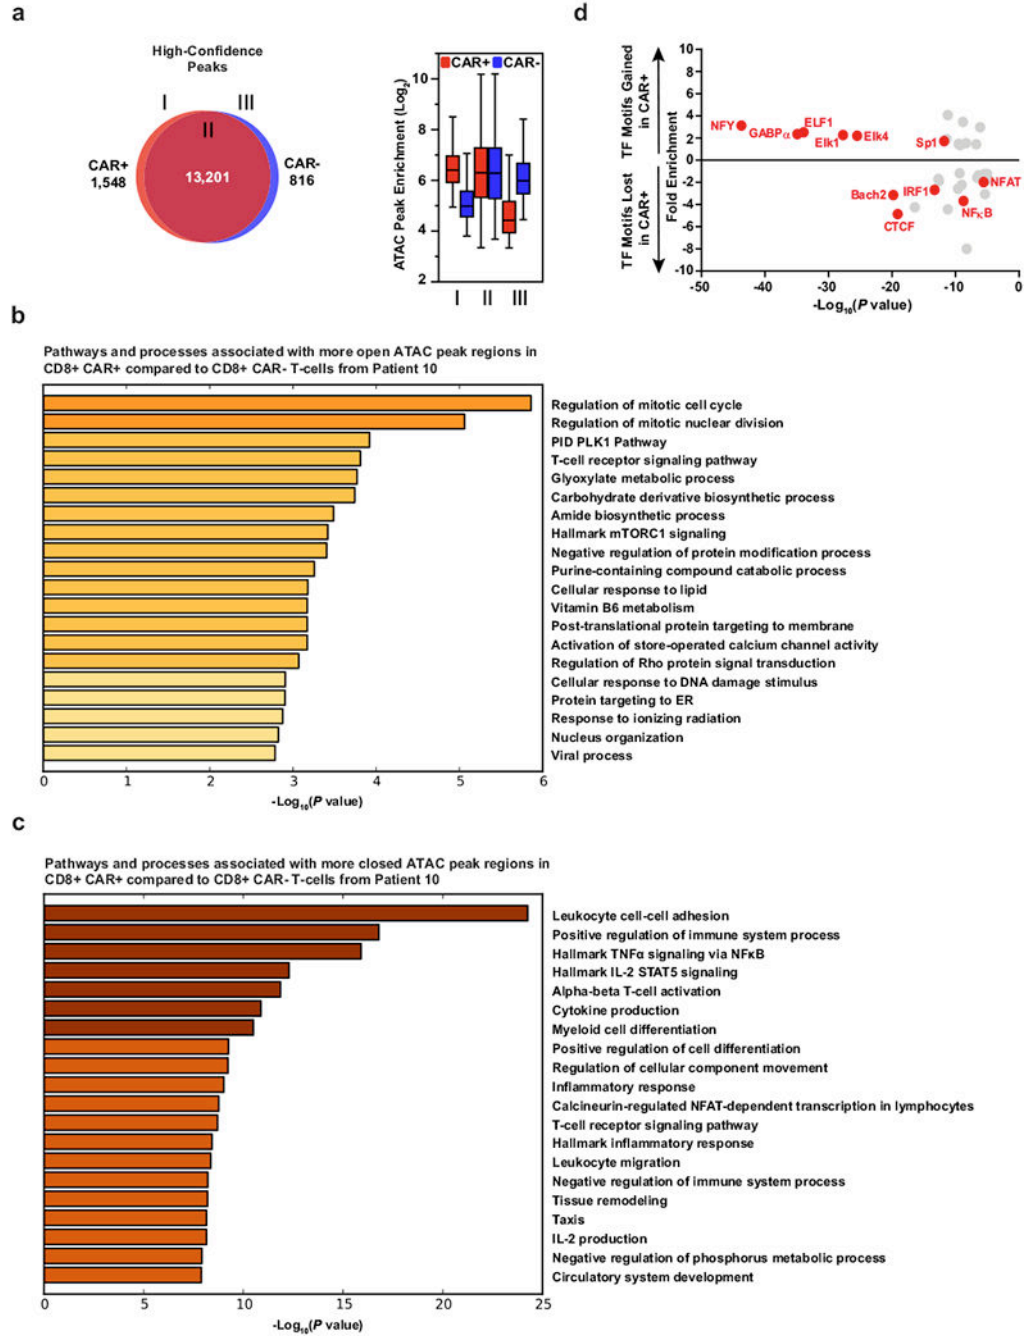 a
High-Confidence
Peaks
I
III
II
CAR+
1,548
13,201
CAR-
816
ATAC Peak Enrichment (Log2)
10
8
6
4
2
CAR+
CAR-
I
II
III
d
TF Motifs Gained
in CAR+
TF Motifs Lost
in CAR+
Fold Enrichment
10
8
6
4
2
0
-2
-4
-6
-8
-10
NFY
GABPα
ELF1
Elk1
Elk4
Sp1
Bach2
IRF1
NFAT
NFκB
CTCF
-50
-40
-30
-20
-10
0
-Log10(P value)
b
Pathways and processes associated with more open ATAC peak regions in
CD8+ CAR+ compared to CD8+ CAR- T-cells from Patient 10
Regulation of mitotic cell cycle
Regulation of mitotic nuclear division
PID PLK1 Pathway
T-cell receptor signaling pathway
Glyoxylate metabolic process
Carbohydrate derivative biosynthetic process
Amide biosynthetic process
Hallmark mTORC1 signaling
Negative regulation of protein modification process
Purine-containing compound catabolic process
Cellular response to lipid
Vitamin B6 metabolism
Post-translational protein targeting to membrane
Activation of store-operated calcium channel activity
Regulation of Rho protein signal transduction
Cellular response to DNA damage stimulus
Protein targeting to ER
Response to ionizing radiation
Nucleus organization
Viral process
0
1
2
3
4
5
6
-Log10(P value)
c
Pathways and processes associated with more closed ATAC peak regions in
CD8+ CAR+ compared to CD8+ CAR- T-cells from Patient 10
Leukocyte cell-cell adhesion
Positive regulation of immune system process
Hallmark TNFα signaling via NFκB
Hallmark IL-2 STAT5 signaling
Alpha-beta T-cell activation
Cytokine production
Myeloid cell differentiation
Positive regulation of cell differentiation
Regulation of cellular component movement
Inflammatory response
Calcineurin-regulated NFAT-dependent transcription in lymphocytes
T-cell receptor signaling pathway
Hallmark inflammatory response
Leukocyte migration
Negative regulation of immune system process
Tissue remodeling
Taxis
IL-2 production
Negative regulation of phosphorus metabolic process
Circulatory system development
0
5
10
15
20
25
-Log10(P value)